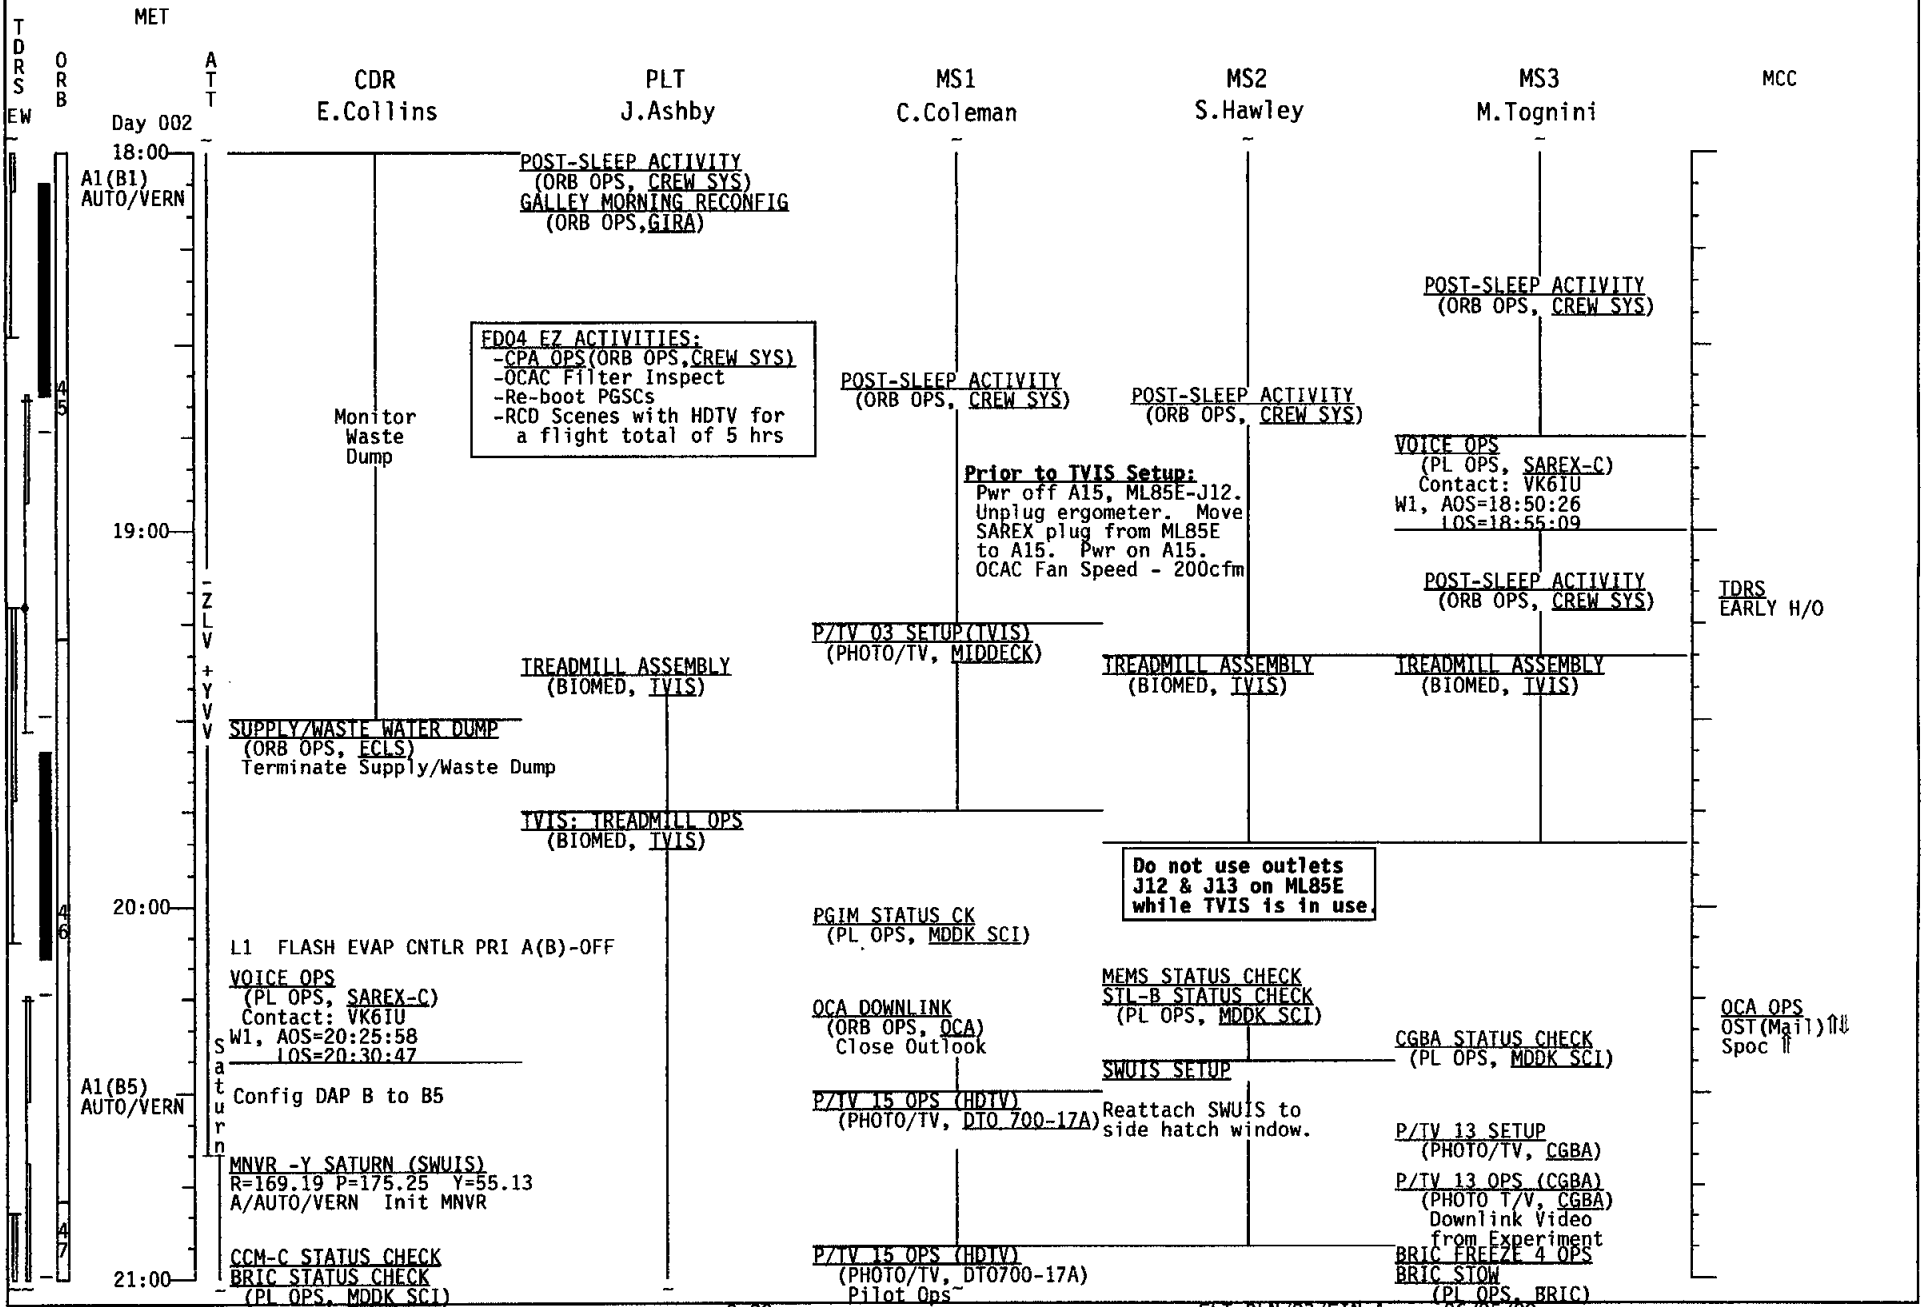 MET
TDRS
EW
ORB
ATT
CDR
E.Collins
PLT
J.Ashby
MS1
C.Coleman
MS2
S.Hawley
MS3
M.Tognini
MCC
Day 002
18:00
A1(B1)
AUTO/VERN
45
19:00
-ZLV +YVV
46
20:00
A1(B5)
AUTO/VERN
Saturn
47
21:00
Monitor
Waste
Dump
SUPPLY/WASTE WATER DUMP
(ORB OPS, ECLS)
Terminate Supply/Waste Dump
L1 FLASH EVAP CNTLR PRI A(B)-OFF
VOICE OPS
(PL OPS, SAREX-C)
Contact: VK6IU
W1, AOS=20:25:58
LOS=20:30:47
Config DAP B to B5
MNVR -Y SATURN (SWUIS)
R=169.19 P=175.25 Y=55.13
A/AUTO/VERN Init MNVR
CCM-C STATUS CHECK
BRIC STATUS CHECK
(PL OPS, MDDK SCI)
POST-SLEEP ACTIVITY
(ORB OPS, CREW SYS)
GALLEY MORNING RECONFIG
(ORB OPS,GIRA)
FD04 EZ ACTIVITIES:
-CPA OPS(ORB OPS,CREW SYS)
-OCAC Filter Inspect
-Re-boot PGSCs
-RCD Scenes with HDTV for
a flight total of 5 hrs
TREADMILL ASSEMBLY
(BIOMED, TVIS)
TVIS: TREADMILL OPS
(BIOMED, TVIS)
POST-SLEEP ACTIVITY
(ORB OPS, CREW SYS)
Prior to TVIS Setup:
Pwr off A15, ML85E-J12.
Unplug ergometer. Move
SAREX plug from ML85E
to A15. Pwr on A15.
OCAC Fan Speed - 200cfm
P/TV 03 SETUP(TVIS)
(PHOTO/TV, MIDDECK)
PGIM STATUS CK
(PL OPS, MDDK SCI)
OCA DOWNLINK
(ORB OPS, OCA)
Close Outlook
P/TV 15 OPS (HDTV)
(PHOTO/TV, DTO 700-17A)
P/TV 15 OPS (HDTV)
(PHOTO/TV, DTO700-17A)
Pilot Ops
POST-SLEEP ACTIVITY
(ORB OPS, CREW SYS)
TREADMILL ASSEMBLY
(BIOMED, TVIS)
Do not use outlets
J12 & J13 on ML85E
while TVIS is in use.
MEMS STATUS CHECK
STL-B STATUS CHECK
(PL OPS, MDDK SCI)
SWUIS SETUP
Reattach SWUIS to
side hatch window.
POST-SLEEP ACTIVITY
(ORB OPS, CREW SYS)
VOICE OPS
(PL OPS, SAREX-C)
Contact: VK6IU
W1, AOS=18:50:26
LOS=18:55:09
POST-SLEEP ACTIVITY
(ORB OPS, CREW SYS)
TREADMILL ASSEMBLY
(BIOMED, TVIS)
CGBA STATUS CHECK
(PL OPS, MDDK SCI)
P/TV 13 SETUP
(PHOTO/TV, CGBA)
P/TV 13 OPS (CGBA)
(PHOTO T/V, CGBA)
Downlink Video
from Experiment
BRIC FREEZE 4 OPS
BRIC STOW
(PL OPS, BRIC)
TDRS
EARLY H/O
OCA OPS
OST(Mail)⇑⇓
Spoc ⇑